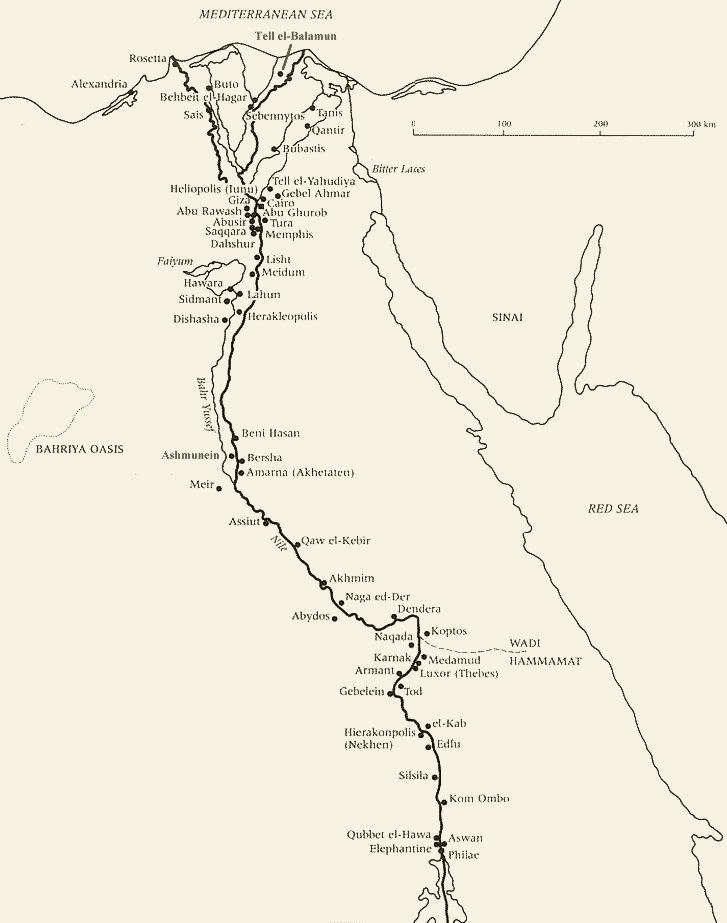 MEDITERRANEAN SEA
Tell el-Balamun
Rosetta
Alexandria
Buto
Behbeit el-Hagar
Sais
Sebennytos
Tanis
Qantir
0 100 200 300 km
Bubastis
Bitter Lakes
Tell el-Yahudiya
Heliopolis (Iunu)
Gebel Ahmar
Giza
Cairo
Abu Rawash
Abu Ghurob
Abusir
Tura
Saqqara
Memphis
Dahshur
Lisht
Faiyum
Meidum
Hawara
Lahun
Sidmant
Dishasha
Herakleopolis
SINAI
Bahr Yussef
BAHRIYA OASIS
Beni Hasan
Ashmunein
Bersha
Amarna (Akhetaten)
Meir
RED SEA
Assiut
Nile
Qaw el-Kebir
Akhmim
Naga ed-Der
Abydos
Dendera
Koptos
Naqada
WADI
HAMMAMAT
Karnak
Medamud
Armant
Luxor (Thebes)
Gebelein
Tod
el-Kab
Hierakonpolis
(Nekhen)
Edfu
Silsila
Kom Ombo
Qubbet el-Hawa
Aswan
Elephantine
Philae